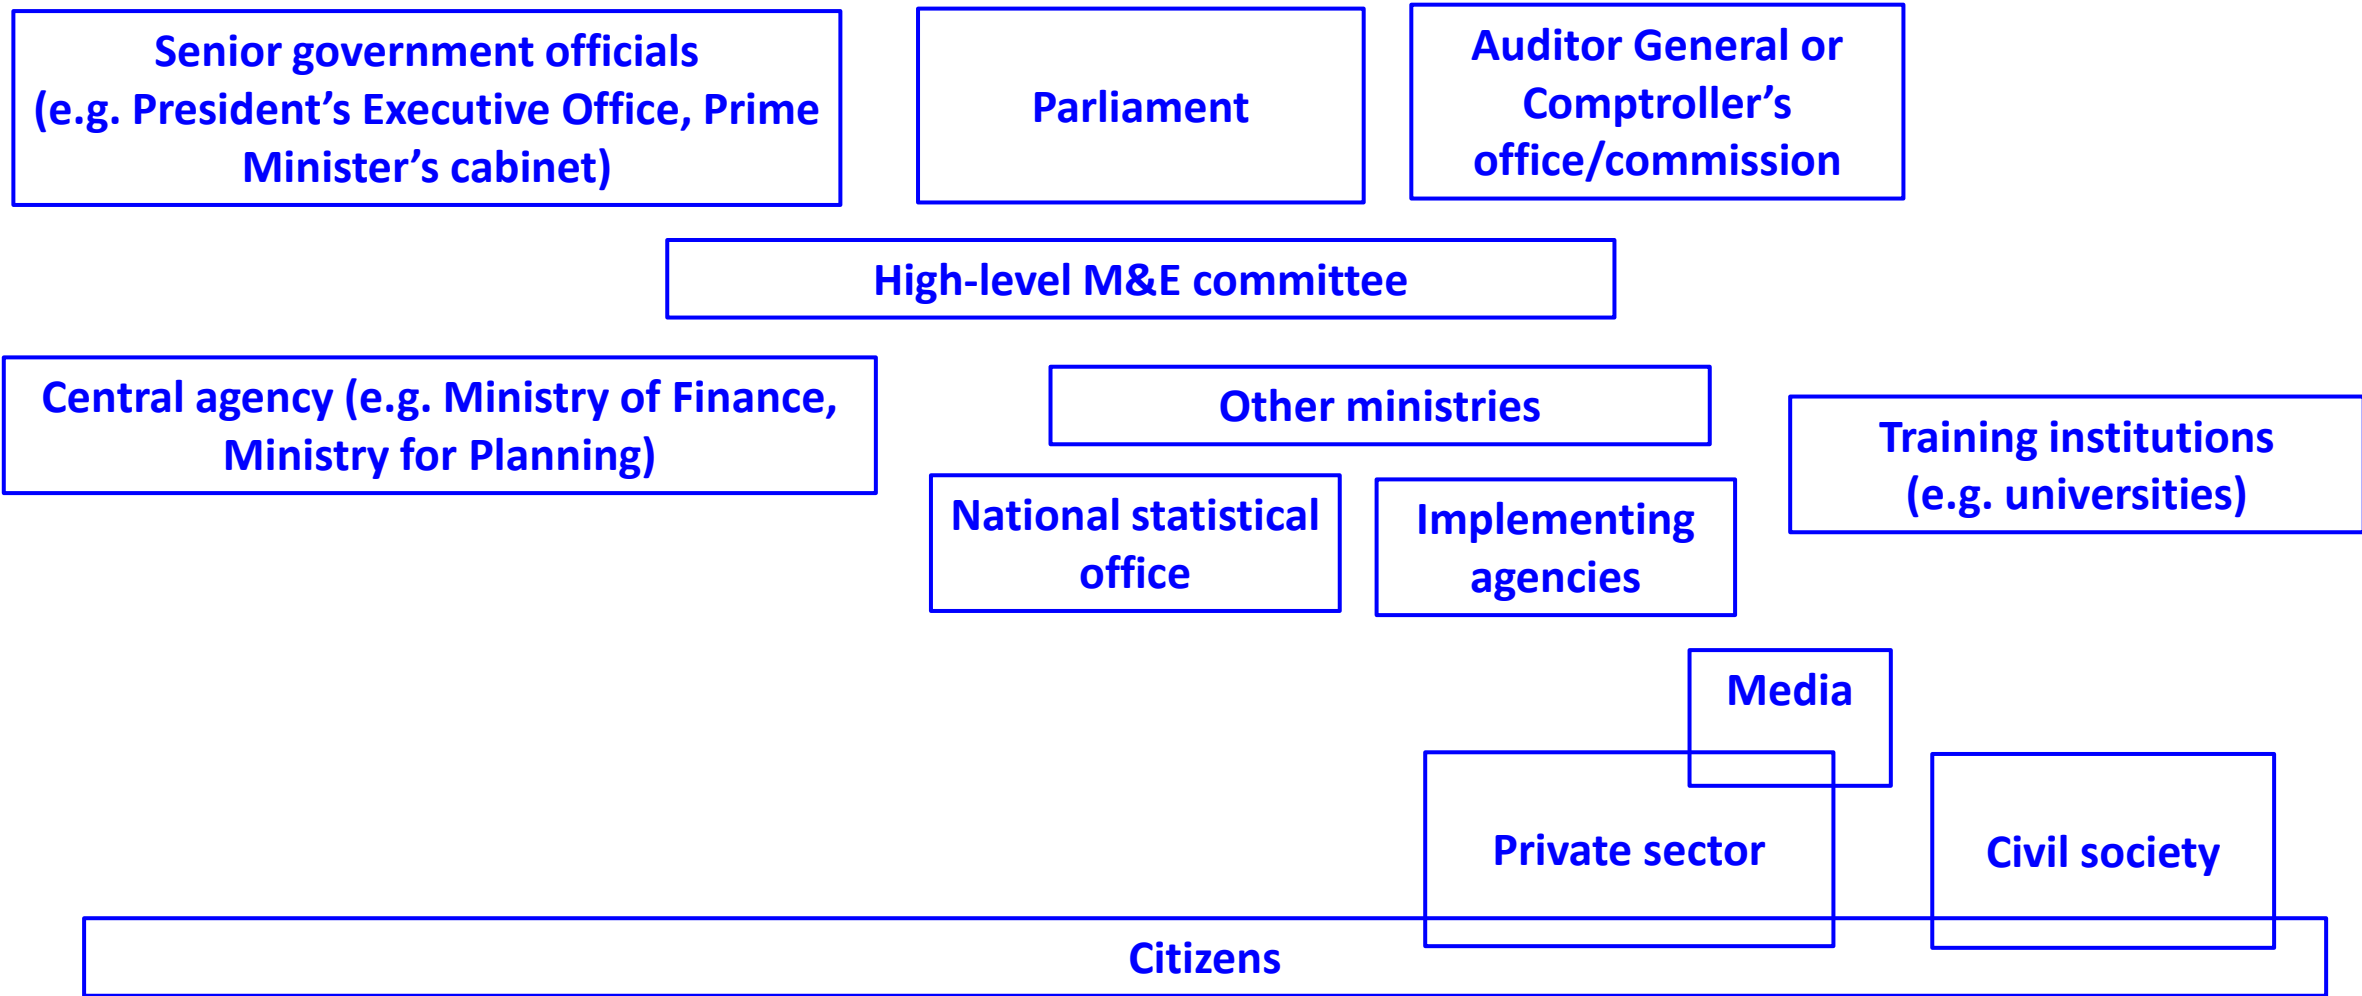 Senior government officials
(e.g. President’s Executive Office, Prime
Minister’s cabinet)
Parliament
Auditor General or
Comptroller’s
office/commission
High-level M&E committee
Central agency (e.g. Ministry of Finance,
Ministry for Planning)
Other ministries
Training institutions
(e.g. universities)
National statistical
office
Implementing
agencies
Media
Private sector
Civil society
Citizens